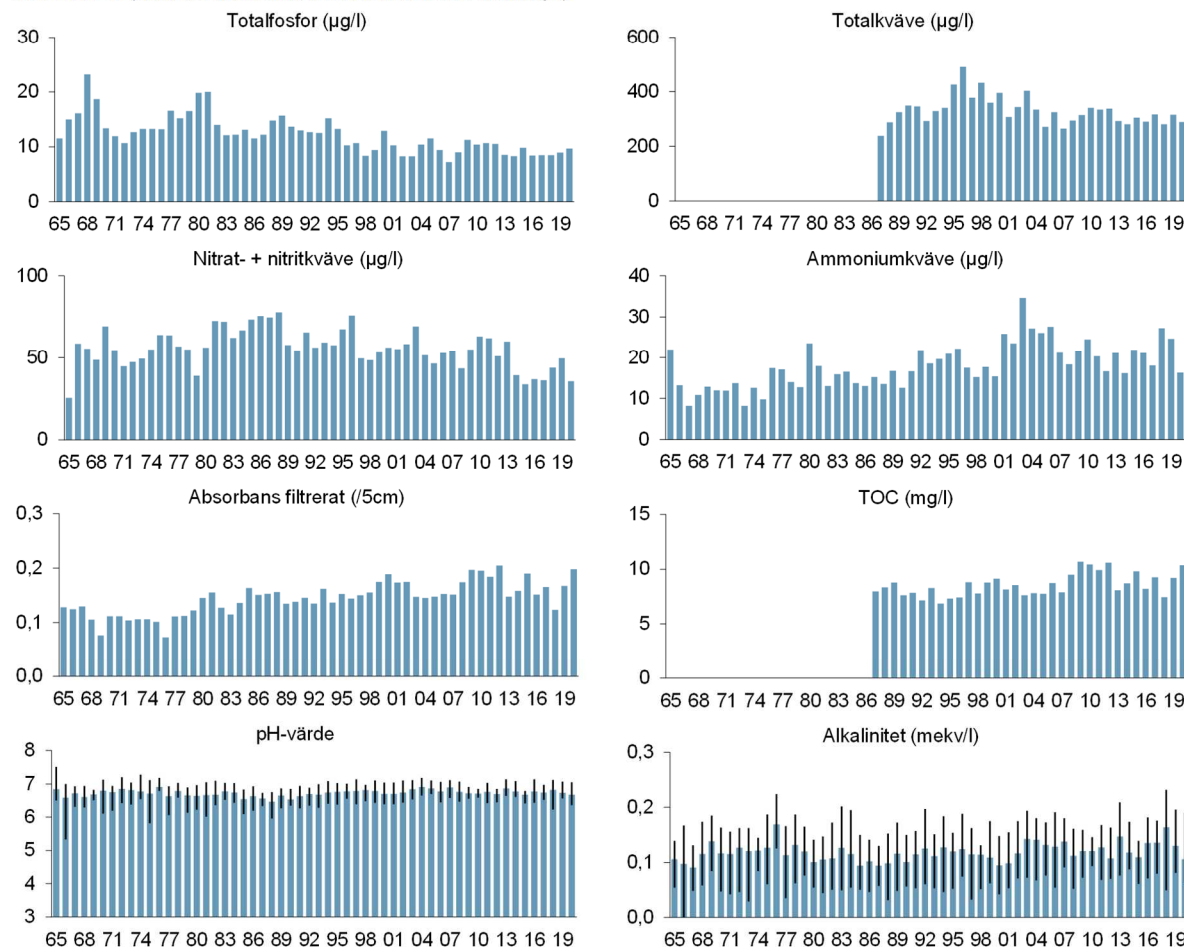 Totalfosfor (µg/l)
30
20
10
0
65 68 71 74 77 80 83 86 89 92 95 98 01 04 07 10 13 16 19
Totalkväve (µg/l)
600
400
200
0
65 68 71 74 77 80 83 86 89 92 95 98 01 04 07 10 13 16 19
Nitrat- + nitritkväve (µg/l)
100
50
0
65 68 71 74 77 80 83 86 89 92 95 98 01 04 07 10 13 16 19
Ammoniumkväve (µg/l)
40
30
20
10
0
65 68 71 74 77 80 83 86 89 92 95 98 01 04 07 10 13 16 19
Absorbans filtrerat (/5cm)
0,3
0,2
0,1
0,0
65 68 71 74 77 80 83 86 89 92 95 98 01 04 07 10 13 16 19
TOC (mg/l)
15
10
5
0
65 68 71 74 77 80 83 86 89 92 95 98 01 04 07 10 13 16 19
pH-värde
8
7
6
5
4
3
65 68 71 74 77 80 83 86 89 92 95 98 01 04 07 10 13 16 19
Alkalinitet (mekv/l)
0,3
0,2
0,1
0,0
65 68 71 74 77 80 83 86 89 92 95 98 01 04 07 10 13 16 19